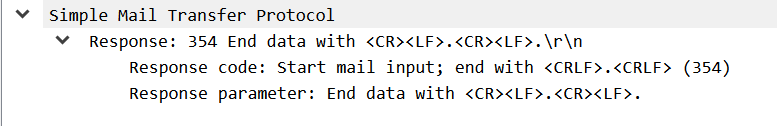 Simple Mail Transfer Protocol
Response: 354 End data with <CR><LF>.<CR><LF>.\r\n
Response code: Start mail input; end with <CRLF>.<CRLF> (354)
Response parameter: End data with <CR><LF>.<CR><LF>.